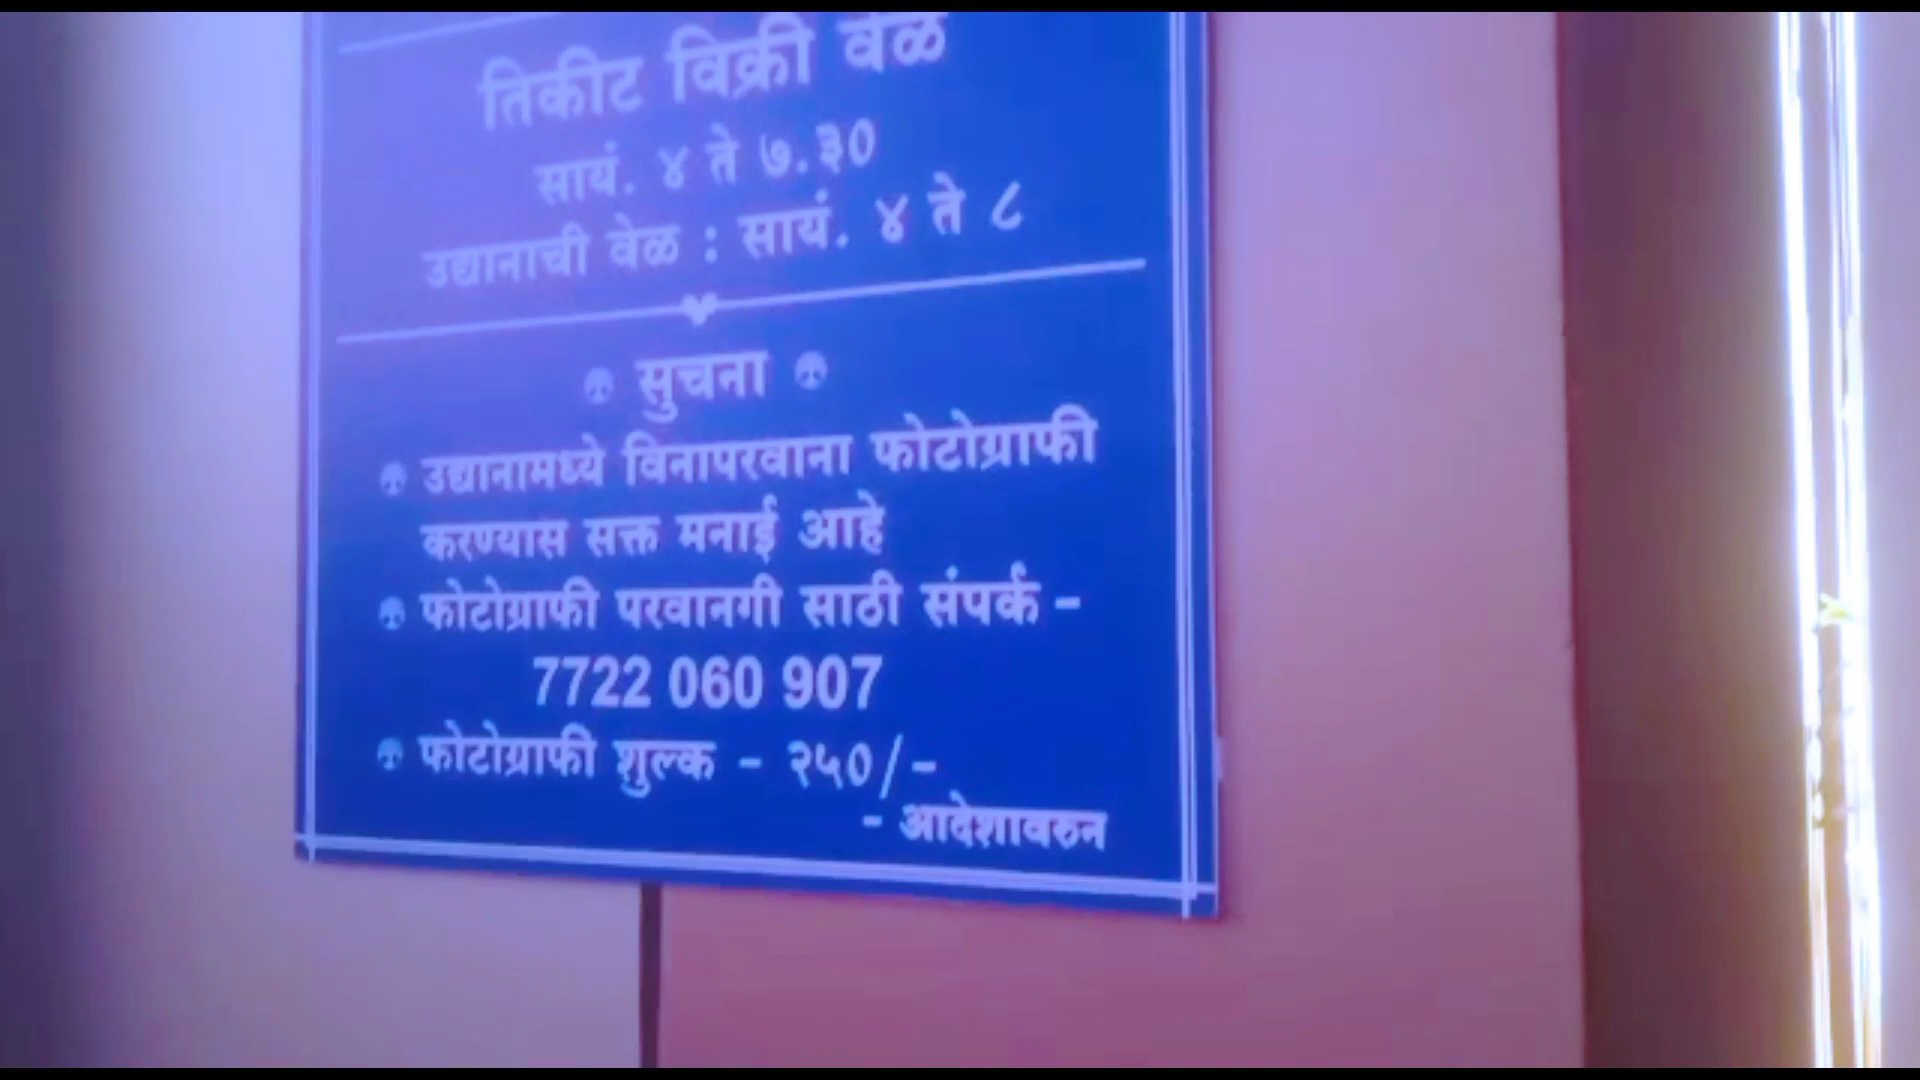 तिकीट विक्री वेळ
सायं. ४ ते ७.३०
उद्यानाची वेळ : सायं. ४ ते ८
सुचना
उद्यानामध्ये विनापरवाना फोटोग्राफी
करण्यास सक्त मनाई आहे
फोटोग्राफी परवानगी साठी संपर्क -
7722 060 907
फोटोग्राफी शुल्क - २५०/-
- आदेशावरुन